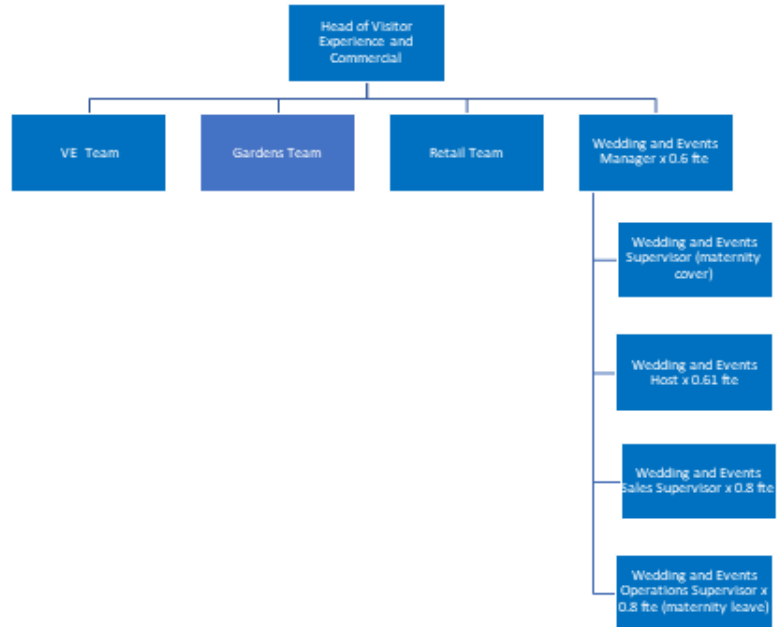 Head of Visitor
Experience and
Commercial
VE Team
Gardens Team
Retail Team
Wedding and Events
Manager x 0.6 fte
Wedding and Events
Supervisor (maternity
cover)
Wedding and Events
Host x 0.61 fte
Wedding and Events
Sales Supervisor x 0.8 fte
Wedding and Events
Operations Supervisor x
0.8 fte (maternity leave)